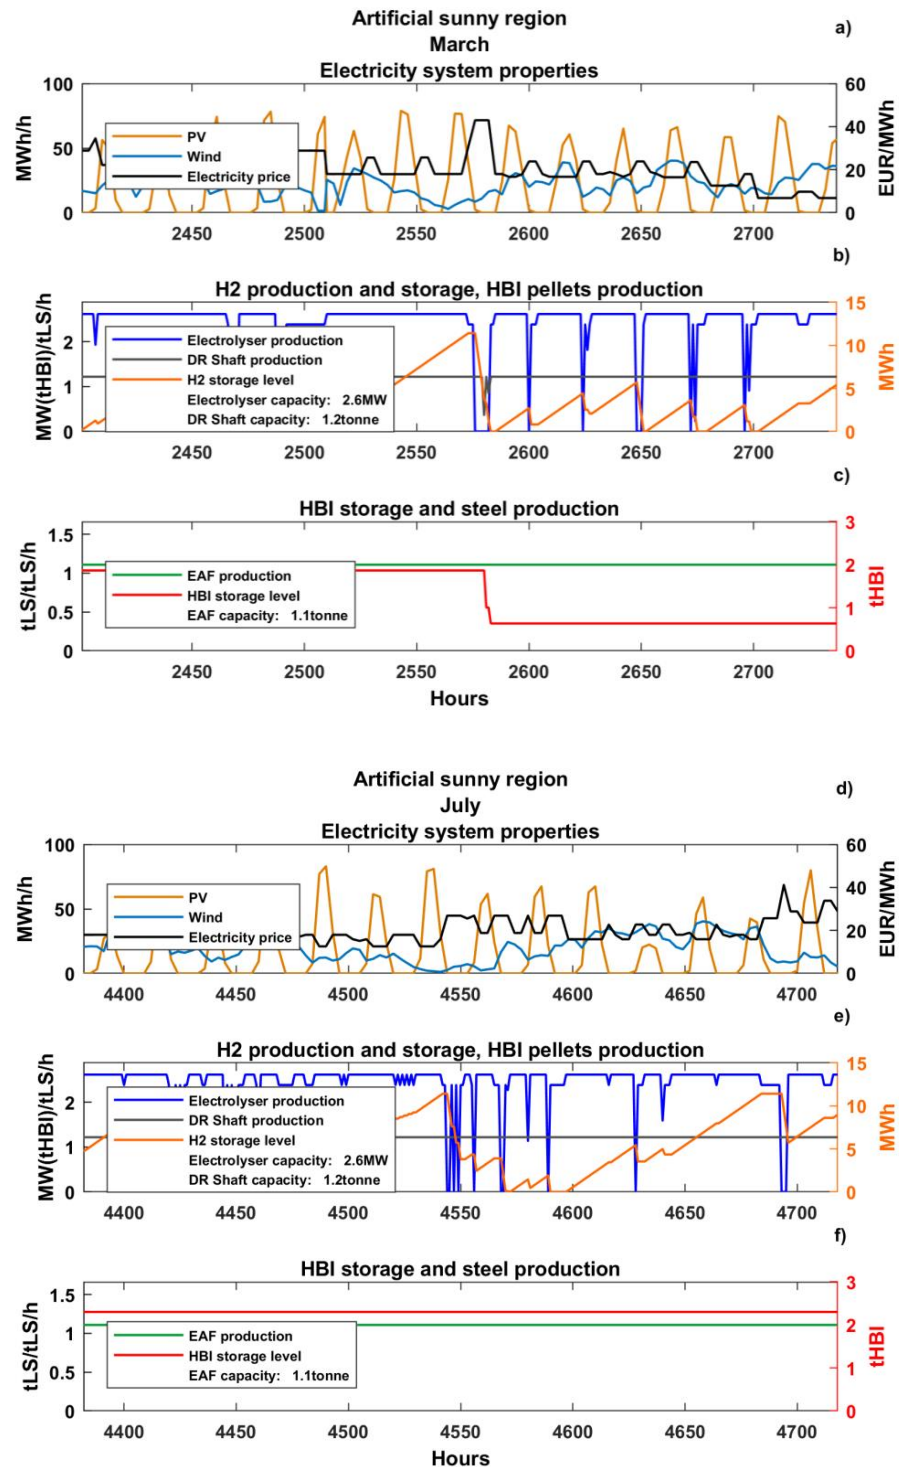 Artificial sunny region
a)
March
Electricity system properties
100
50
0
MWh/h
60
40
20
0
EUR/MWh
PV
Wind
Electricity price
2450 2500 2550 2600 2650 2700
b)
H2 production and storage, HBI pellets production
2
1
0
MW(tHBI)/tLS/h
15
10
5
0
MWh
Electrolyser production
DR Shaft production
H2 storage level
Electrolyser capacity: 2.6MW
DR Shaft capacity: 1.2tonne
2450 2500 2550 2600 2650 2700
c)
HBI storage and steel production
1.5
1
0.5
0
tLS/tLS/h
3
2
1
0
tHBI
EAF production
HBI storage level
EAF capacity: 1.1tonne
2450 2500 2550 2600 2650 2700
Hours
Artificial sunny region
d)
July
Electricity system properties
100
50
0
MWh/h
60
40
20
0
EUR/MWh
PV
Wind
Electricity price
4400 4450 4500 4550 4600 4650 4700
e)
H2 production and storage, HBI pellets production
2
1
0
MW(tHBI)/tLS/h
15
10
5
0
MWh
Electrolyser production
DR Shaft production
H2 storage level
Electrolyser capacity: 2.6MW
DR Shaft capacity: 1.2tonne
4400 4450 4500 4550 4600 4650 4700
f)
HBI storage and steel production
1.5
1
0.5
0
tLS/tLS/h
3
2
1
0
tHBI
EAF production
HBI storage level
EAF capacity: 1.1tonne
4400 4450 4500 4550 4600 4650 4700
Hours